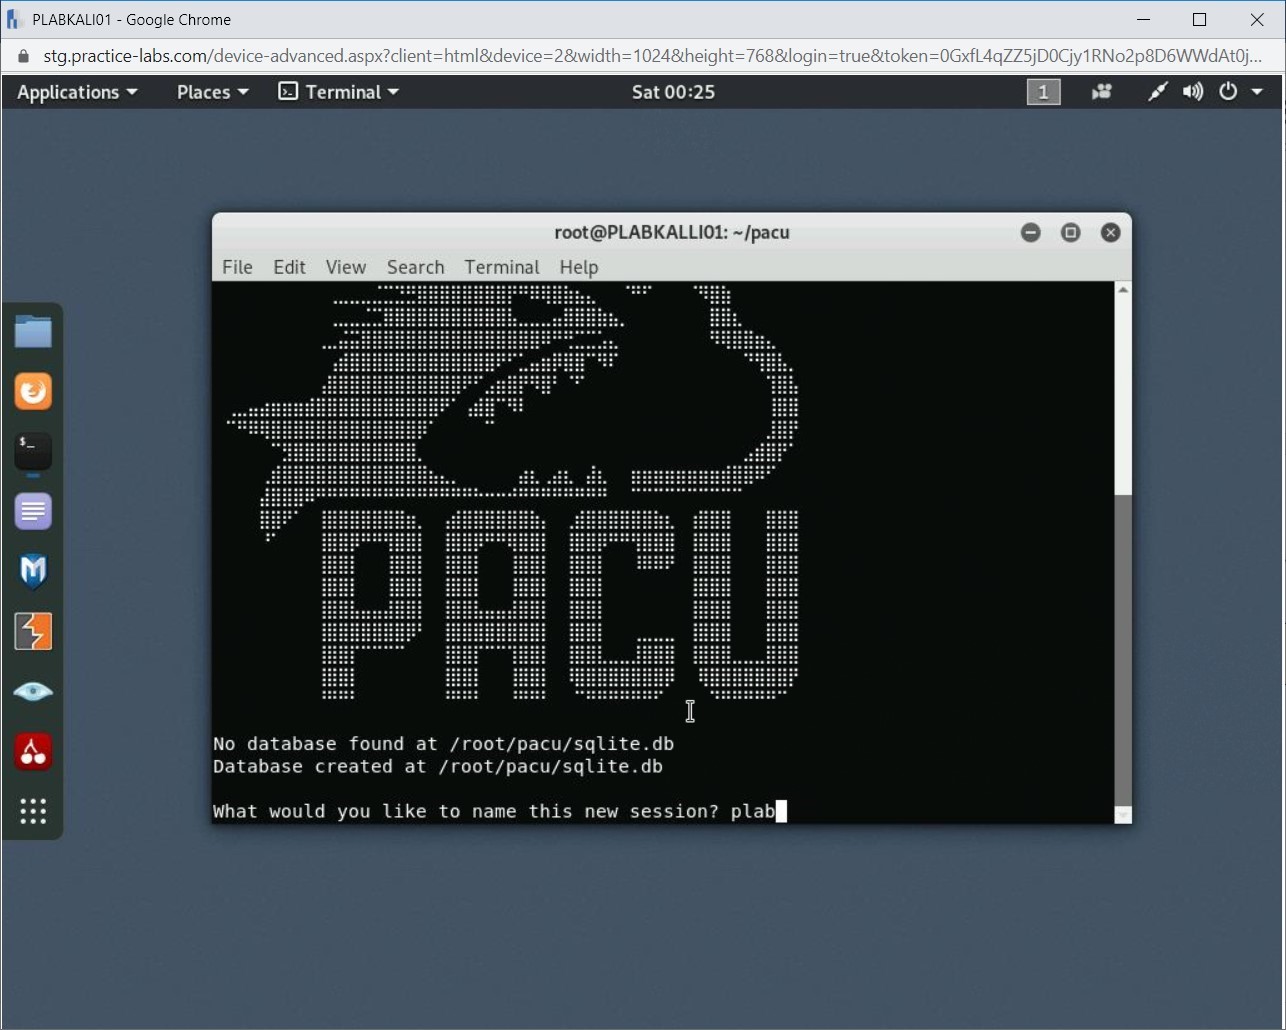 PLABKALI01 - Google Chrome
stg.practice-labs.com/device-advanced.aspx?client=html&device=2&width=1024&height=768&login=true&token=0GxfL4qZZ5jD0Cjy1RNo2p8D6WWdAt0j...
Applications Places Terminal Sat 00:25 1
root@PLABKALLI01: ~/pacu
File Edit View Search Terminal Help
$_
PACU
No database found at /root/pacu/sqlite.db
Database created at /root/pacu/sqlite.db
What would you like to name this new session? plab